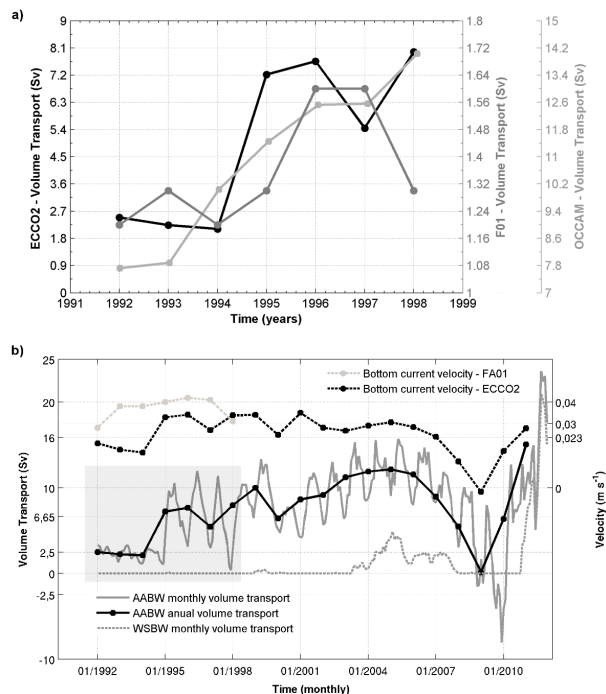 a)
9
8.1
7.2
6.3
5.4
4.5
3.6
2.7
1.8
0.9
0
ECCO2 - Volume Transport (Sv)
1.8
1.72
1.64
1.56
1.48
1.4
1.32
1.24
1.16
1.08
1
F01 - Volume Transport (Sv)
15
14.2
13.4
12.6
11.8
11
10.2
9.4
8.6
7.8
7
OCCAM - Volume Transport (Sv)
1991 1992 1993 1994 1995 1996 1997 1998 1999
Time (years)
b)
25
20
16
10
6,65
2,5
0
-2,5
-10
Volume Transport (Sv)
Bottom current velocity - FA01
Bottom current velocity - ECCO2
0,04
0,03
0,023
0
Velocity (m s⁻¹)
AABW monthly volume transport
AABW anual volume transport
WSBW monthly volume transport
01/1992 01/1995 01/1998 01/2001 01/2004 01/2007 01/2010
Time (monthly)